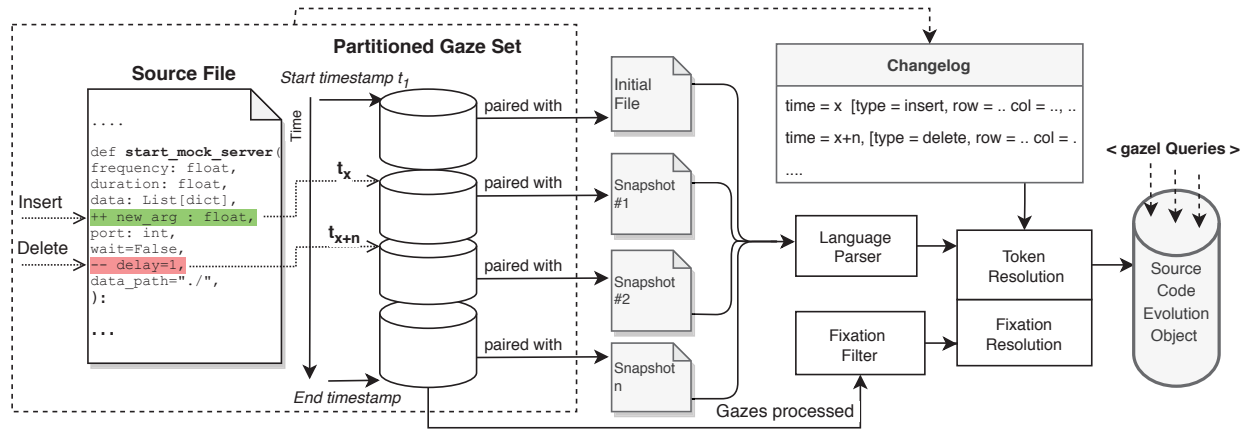 Partitioned Gaze Set
Source File
Start timestamp t1
Time
....
def start_mock_server(
frequency: float,
duration: float,
data: List[dict],
++ new_arg : float,
port: int,
wait=False,
-- delay=1,
data_path="./",
):
...
Insert
Delete
tx
tx+n
End timestamp
paired with
paired with
paired with
paired with
Initial
File
Snapshot
#1
Snapshot
#2
Snapshot
n
Changelog
time = x [type = insert, row = .. col = .., ..
time = x+n, [type = delete, row = .. col = .
....
Language
Parser
Token
Resolution
Fixation
Filter
Fixation
Resolution
Gazes processed
< gazel Queries >
Source
Code
Evolution
Object